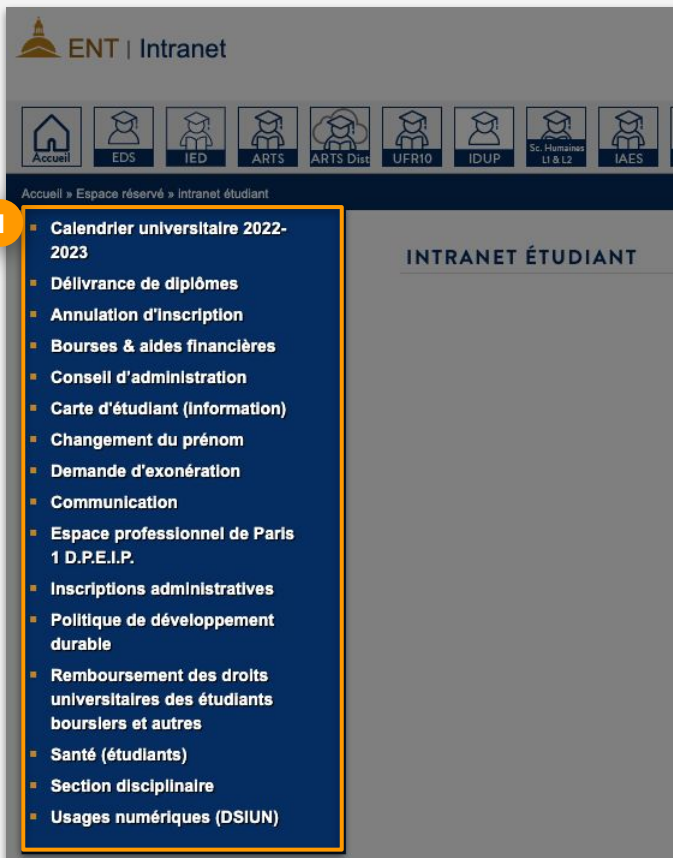 ENT | Intranet
Accueil
EDS
IED
ARTS
ARTS Dist
UFR10
IDUP
Sc. Humaines
L1 & L2
IAES
Accueil » Espace réservé » intranet étudiant
Calendrier universitaire 2022-
2023
Délivrance de diplômes
Annulation d'inscription
Bourses & aides financières
Conseil d'administration
Carte d'étudiant (information)
Changement du prénom
Demande d'exonération
Communication
Espace professionnel de Paris
1 D.P.E.I.P.
Inscriptions administratives
Politique de développement
durable
Remboursement des droits
universitaires des étudiants
boursiers et autres
Santé (étudiants)
Section disciplinaire
Usages numériques (DSIUN)
INTRANET ÉTUDIANT